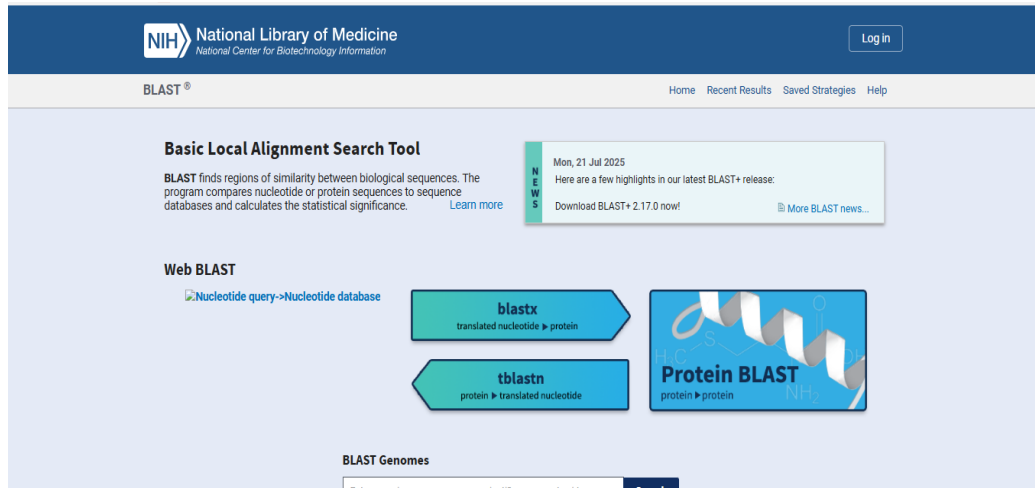 NIH
National Library of Medicine
National Center for Biotechnology Information
Log in
BLAST ®
Home Recent Results Saved Strategies Help
Basic Local Alignment Search Tool
BLAST finds regions of similarity between biological sequences. The
program compares nucleotide or protein sequences to sequence
databases and calculates the statistical significance. Learn more
NEWS
Mon, 21 Jul 2025
Here are a few highlights in our latest BLAST+ release:
Download BLAST+ 2.17.0 now!
More BLAST news...
Web BLAST
Nucleotide query->Nucleotide database
blastx
translated nucleotide ▶ protein
tblastn
protein ▶ translated nucleotide
Protein BLAST
protein ▶ protein
H₃C
S
O
OH
NH₂
BLAST Genomes